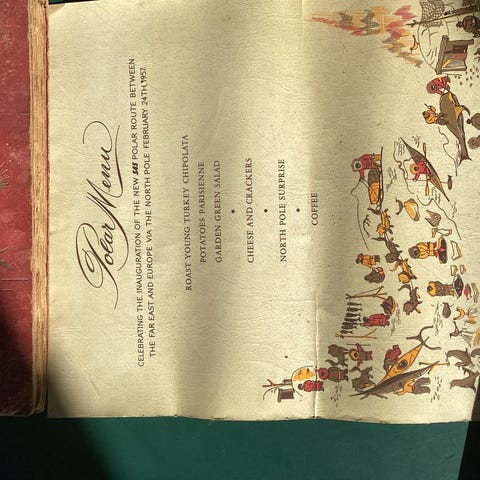 Polar Menu
CELEBRATING THE INAUGURATION OF THE NEW SAS POLAR ROUTE BETWEEN
THE FAR EAST AND EUROPE VIA THE NORTH POLE FEBRUARY 24TH, 1957.
ROAST YOUNG TURKEY CHIPOLATA
POTATOES PARISIENNE
GARDEN GREEN SALAD
•
CHEESE AND CRACKERS
•
NORTH POLE SURPRISE
•
COFFEE